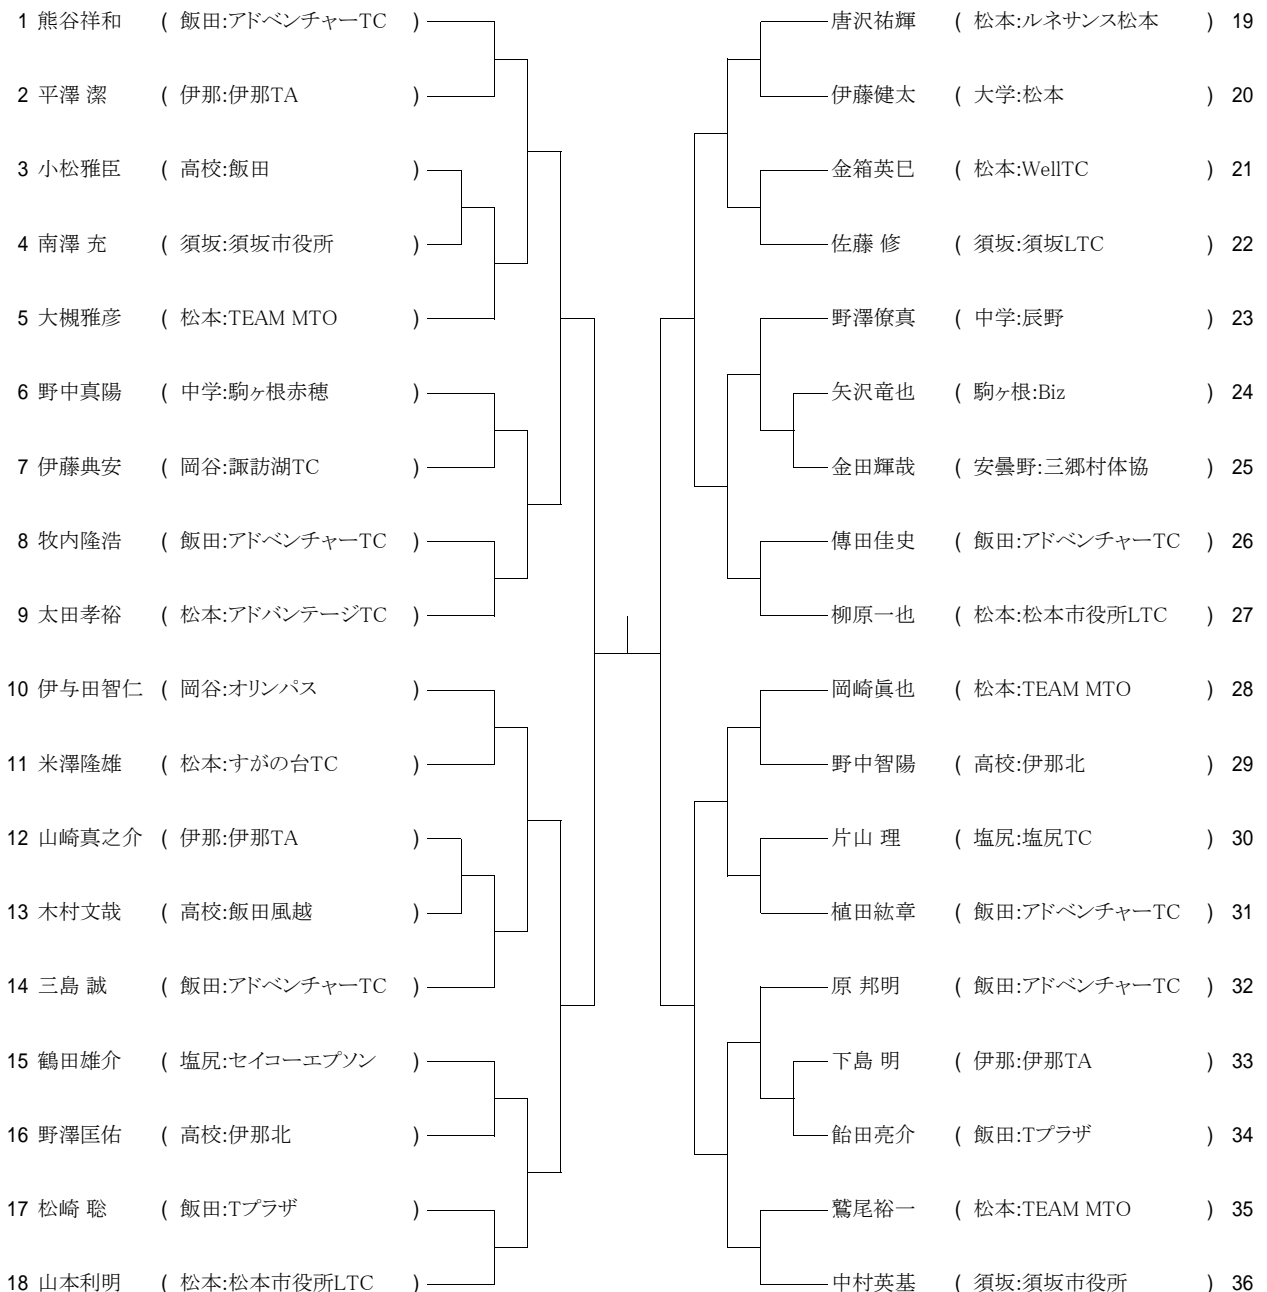 1 熊谷祥和 ( 飯田:アドベンチャーTC )
2 平澤 潔 ( 伊那:伊那TA )
3 小松雅臣 ( 高校:飯田 )
4 南澤 充 ( 須坂:須坂市役所 )
5 大槻雅彦 ( 松本:TEAM MTO )
6 野中真陽 ( 中学:駒ヶ根赤穂 )
7 伊藤典安 ( 岡谷:諏訪湖TC )
8 牧内隆浩 ( 飯田:アドベンチャーTC )
9 太田孝裕 ( 松本:アドバンテージTC )
10 伊与田智仁 ( 岡谷:オリンパス )
11 米澤隆雄 ( 松本:すがの台TC )
12 山崎真之介 ( 伊那:伊那TA )
13 木村文哉 ( 高校:飯田風越 )
14 三島 誠 ( 飯田:アドベンチャーTC )
15 鶴田雄介 ( 塩尻:セイコーエプソン )
16 野澤匡佑 ( 高校:伊那北 )
17 松崎 聡 ( 飯田:Tプラザ )
18 山本利明 ( 松本:松本市役所LTC )
唐沢祐輝 ( 松本:ルネサンス松本 ) 19
伊藤健太 ( 大学:松本 ) 20
金箱英巳 ( 松本:WellTC ) 21
佐藤 修 ( 須坂:須坂LTC ) 22
野澤僚真 ( 中学:辰野 ) 23
矢沢竜也 ( 駒ヶ根:Biz ) 24
金田輝哉 ( 安曇野:三郷村体協 ) 25
傳田佳史 ( 飯田:アドベンチャーTC ) 26
柳原一也 ( 松本:松本市役所LTC ) 27
岡崎眞也 ( 松本:TEAM MTO ) 28
野中智陽 ( 高校:伊那北 ) 29
片山 理 ( 塩尻:塩尻TC ) 30
植田紘章 ( 飯田:アドベンチャーTC ) 31
原 邦明 ( 飯田:アドベンチャーTC ) 32
下島 明 ( 伊那:伊那TA ) 33
飴田亮介 ( 飯田:Tプラザ ) 34
鷲尾裕一 ( 松本:TEAM MTO ) 35
中村英基 ( 須坂:須坂市役所 ) 36